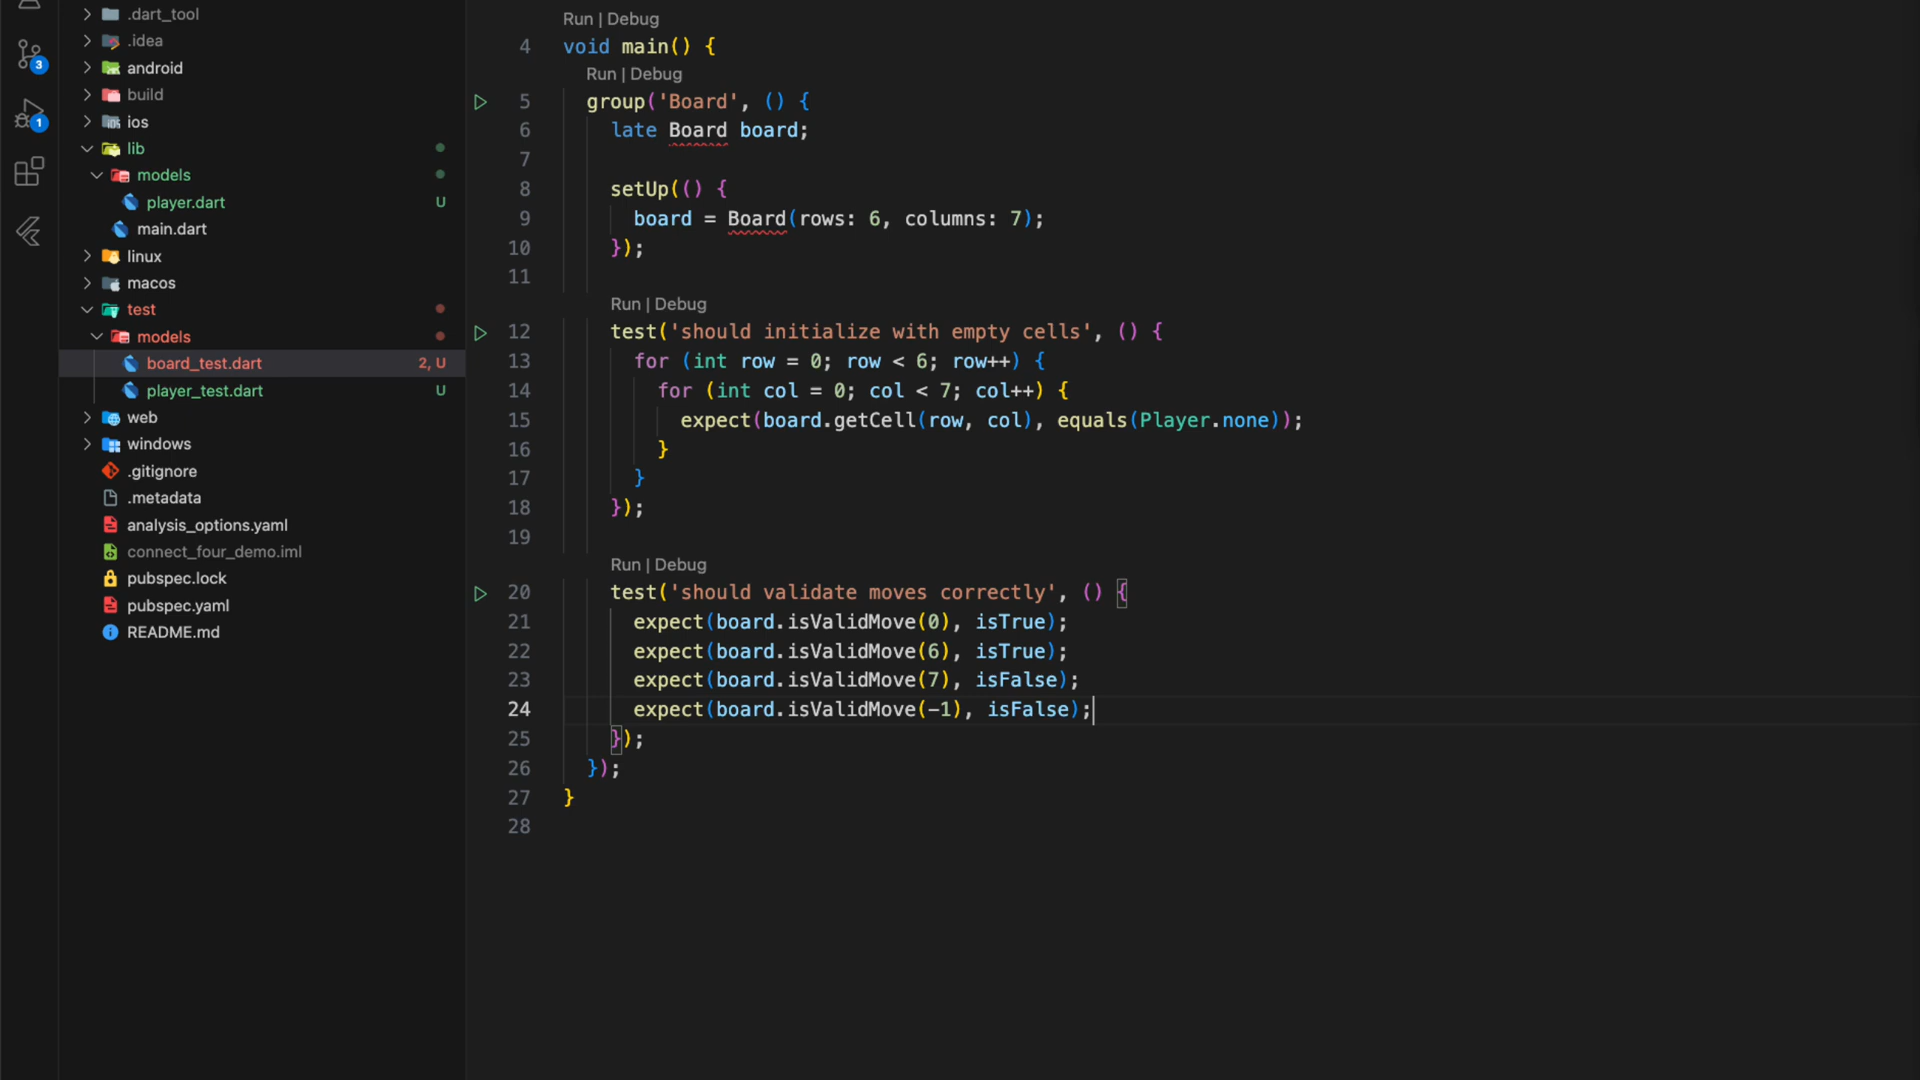 .dart_tool
.idea
android
build
ios
lib
models
player.dart U
main.dart
linux
macos
test
models
board_test.dart 2, U
player_test.dart U
web
windows
.gitignore
.metadata
analysis_options.yaml
connect_four_demo.iml
pubspec.lock
pubspec.yaml
README.md
3
1
Run | Debug
4 void main() {
Run | Debug
5 group('Board', () {
6 late Board board;
7
8 setUp(() {
9 board = Board(rows: 6, columns: 7);
10 });
11
Run | Debug
12 test('should initialize with empty cells', () {
13 for (int row = 0; row < 6; row++) {
14 for (int col = 0; col < 7; col++) {
15 expect(board.getCell(row, col), equals(Player.none));
16 }
17 }
18 });
19
Run | Debug
20 test('should validate moves correctly', () {
21 expect(board.isValidMove(0), isTrue);
22 expect(board.isValidMove(6), isTrue);
23 expect(board.isValidMove(7), isFalse);
24 expect(board.isValidMove(-1), isFalse);
25 });
26 });
27 }
28